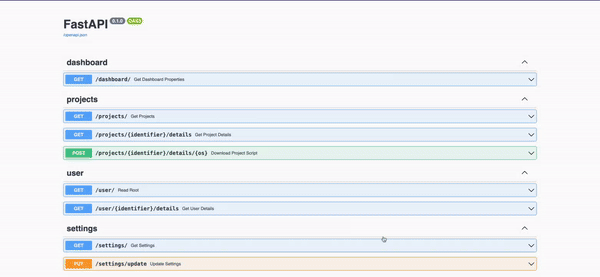 FastAPI 0.1.0 OAS3
/openapi.json
dashboard
GET /dashboard/ Get Dashboard Properties
projects
GET /projects/ Get Projects
GET /projects/{identifier}/details Get Project Details
POST /projects/{identifier}/details/{os} Download Project Script
user
GET /user/ Read Root
GET /user/{identifier}/details Get User Details
settings
GET /settings/ Get Settings
PUT /settings/update Update Settings